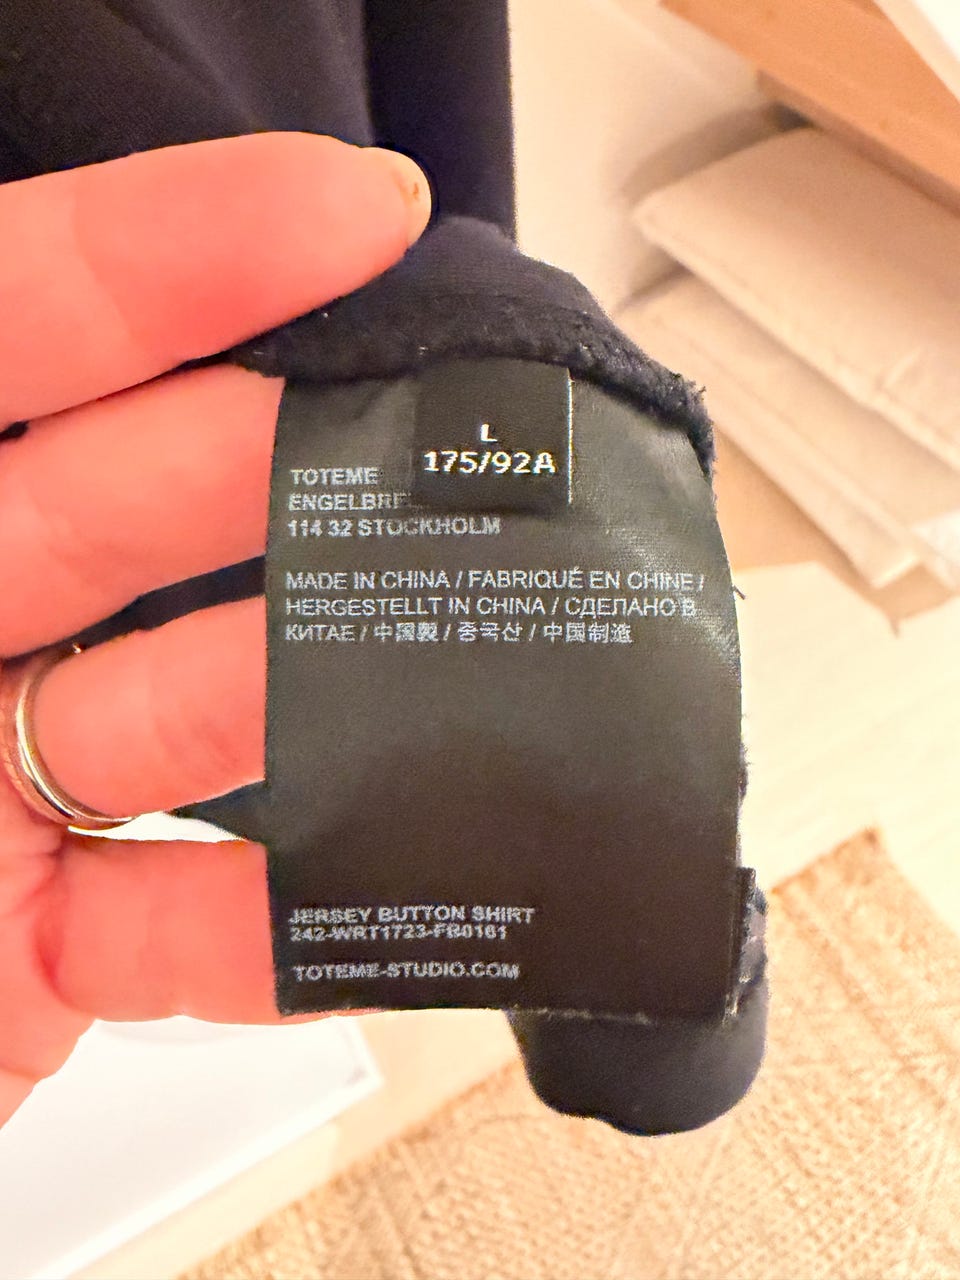 L
175/92A
TOTEME
114 32 STOCKHOLM
MADE IN CHINA / FABRIQUÉ EN CHINE /
HERGESTELLT IN CHINA / СДЕЛАНО В
КИТАЕ / 中国製 / 중국산 / 中国制造
JERSEY BUTTON SHIRT
242-WRT1723-FB0161
TOTEME-STUDIO.COM